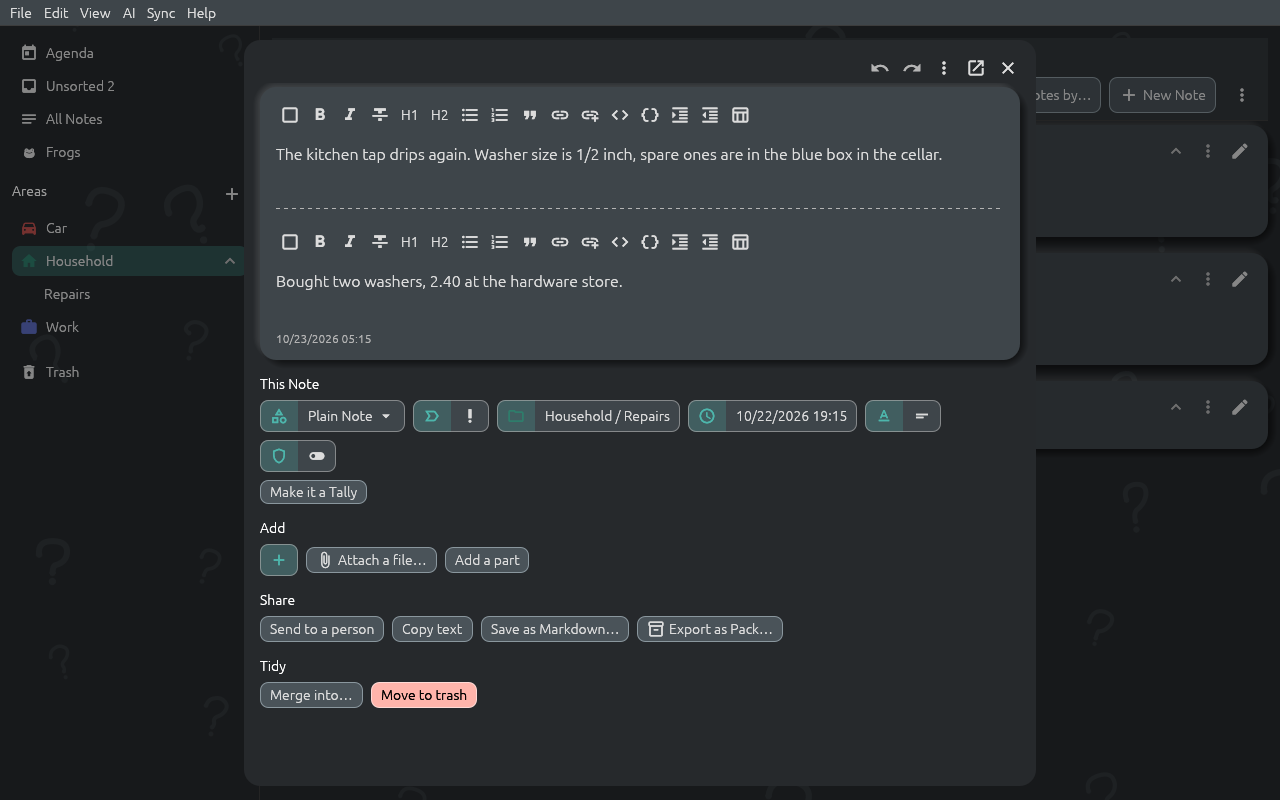 File Edit View AI Sync Help
Agenda
Unsorted 2
All Notes
Frogs
Areas
Car
Household
Repairs
Work
Trash
New Note
H1 H2
The kitchen tap drips again. Washer size is 1/2 inch, spare ones are in the blue box in the cellar.
H1 H2
Bought two washers, 2.40 at the hardware store.
10/23/2026 05:15
This Note
Plain Note
Household / Repairs
10/22/2026 19:15
Make it a Tally
Add
Attach a file…
Add a part
Share
Send to a person
Copy text
Save as Markdown…
Export as Pack…
Tidy
Merge into…
Move to trash